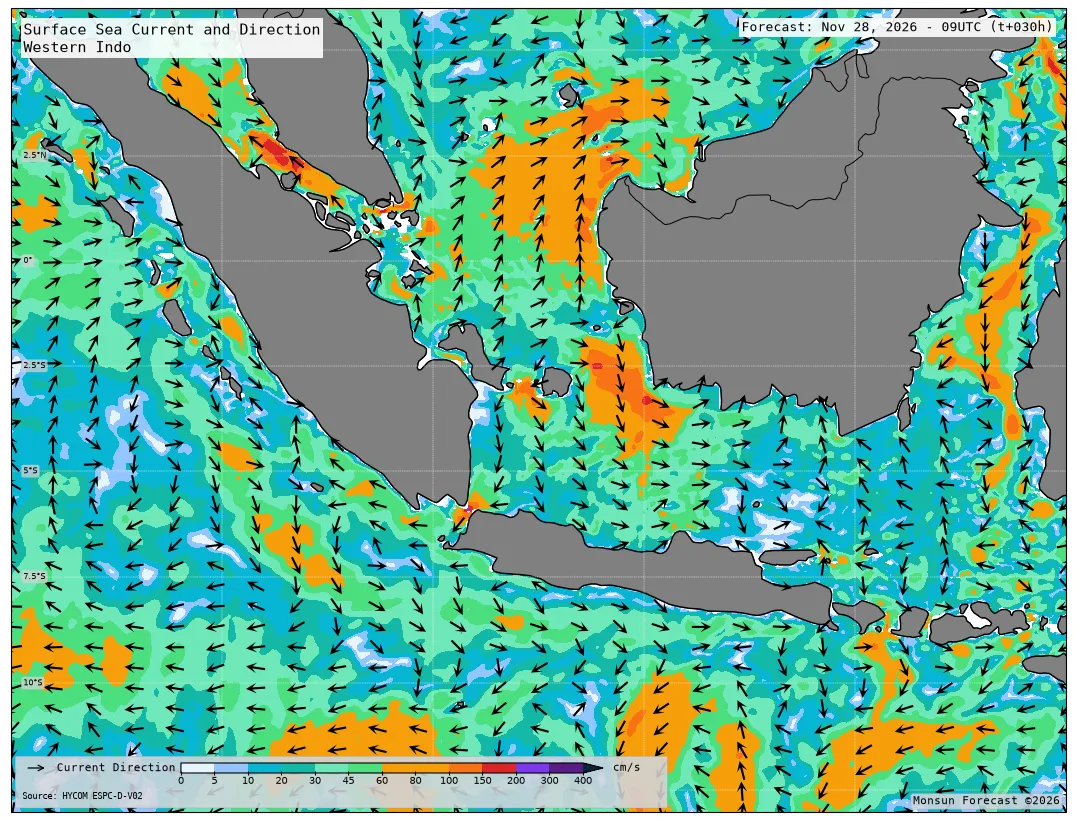 Surface Sea Current and Direction
Western Indo
Forecast: Nov 28, 2026 - 09UTC (t+030h)
2.5°N
0°
2.5°S
5°S
7.5°S
10°S
Current Direction
0 5 10 20 30 45 60 80 100 150 200 300 400 cm/s
Source: HYCOM ESPC-D-V02
Monsun Forecast ©2026